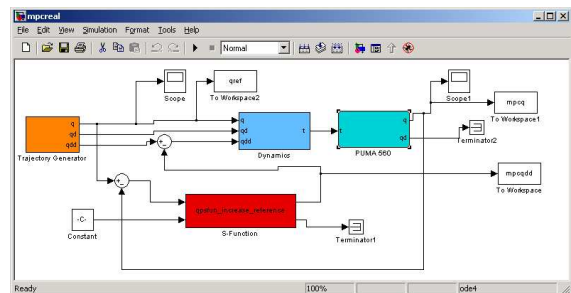 mpcreal
File Edit View Simulation Format Tools Help
Normal
q
qd
qdd
Trajectory Generator
Scope
qref
To Workspace2
q
qd
qdd
t
Dynamics
t
q
qd
PUMA 560
Scope1
mpcq
To Workspace1
Terminator2
mpcqdd
To Workspace
-C-
Constant
S-Function
Terminator1
Ready
100%
ode4